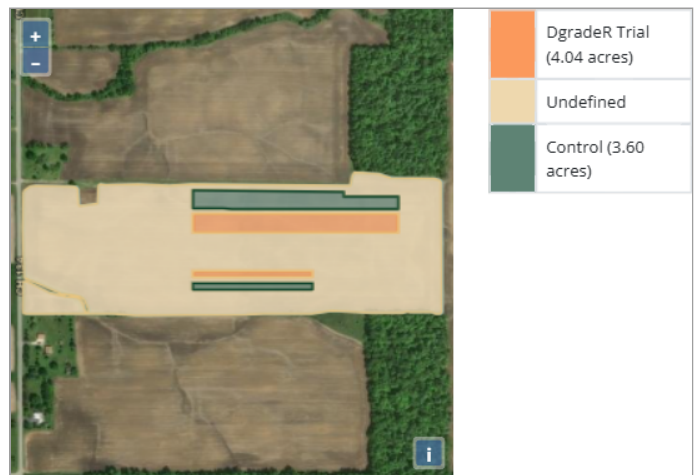 +
–
DgradeR Trial
(4.04 acres)
Undefined
Control (3.60
acres)
i